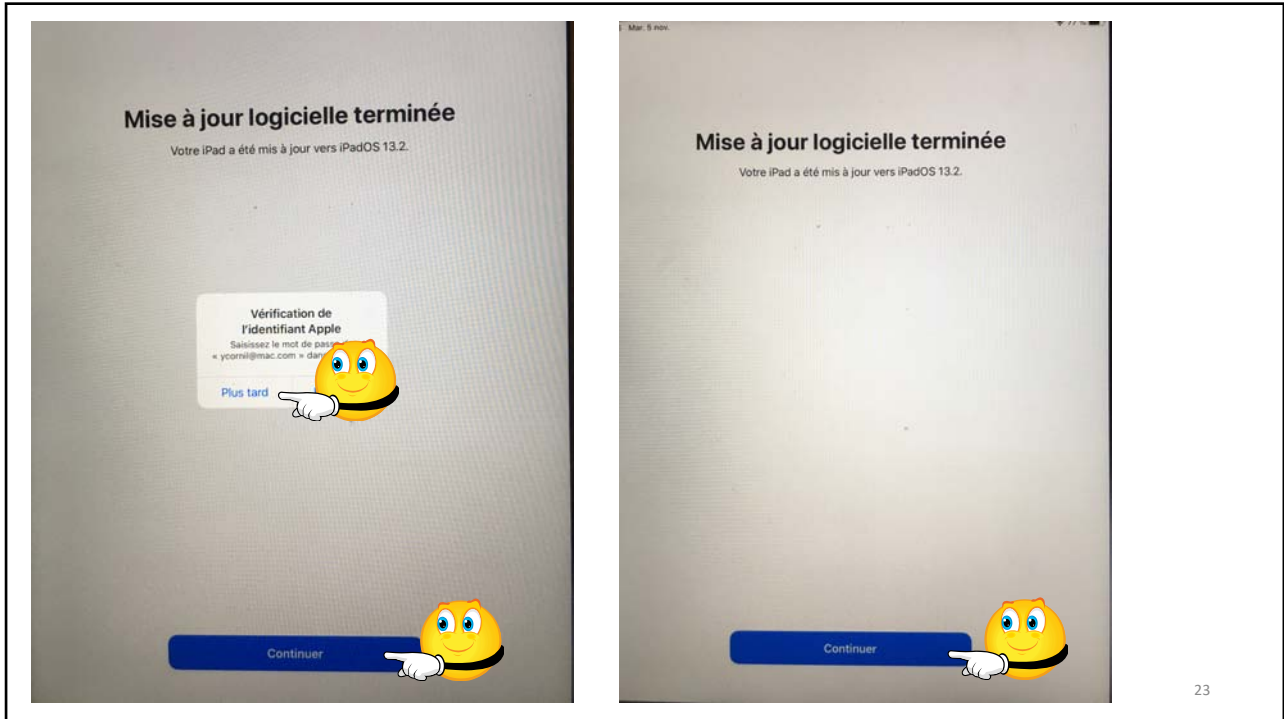 Mise à jour logicielle terminée
Votre iPad a été mis à jour vers iPadOS 13.2.
Vérification de
l'identifiant Apple
Saisissez le mot de
« ycornil@mac.com »
Plus tard
Continuer
Mar. 5 nov.
77 %
Mise à jour logicielle terminée
Votre iPad a été mis à jour vers iPadOS 13.2.
Continuer
23